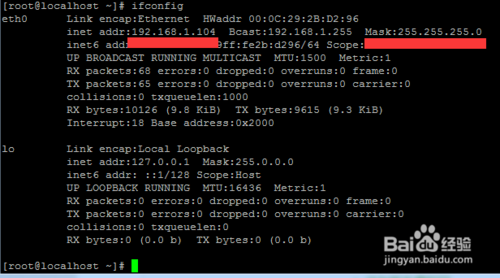 [root@localhost ~]# ifconfig
eth0 Link encap:Ethernet HWaddr 00:0C:29:2B:D2:96
inet addr:192.168.1.104 Bcast:192.168.1.255 Mask:255.255.255.0
inet6 addr: 9ff:fe2b:d296/64 Scope:
UP BROADCAST RUNNING MULTICAST MTU:1500 Metric:1
RX packets:68 errors:0 dropped:0 overruns:0 frame:0
TX packets:65 errors:0 dropped:0 overruns:0 carrier:0
collisions:0 txqueuelen:1000
RX bytes:10126 (9.8 KiB) TX bytes:9615 (9.3 KiB)
Interrupt:18 Base address:0x2000
lo Link encap:Local Loopback
inet addr:127.0.0.1 Mask:255.0.0.0
inet6 addr: ::1/128 Scope:Host
UP LOOPBACK RUNNING MTU:16436 Metric:1
RX packets:0 errors:0 dropped:0 overruns:0 frame:0
TX packets:0 errors:0 dropped:0 overruns:0 carrier:0
collisions:0 txqueuelen:0
RX bytes:0 (0.0 b) TX bytes:0 (0.0 b)
[root@localhost ~]#
Baidu经验
jingyan.baidu.com